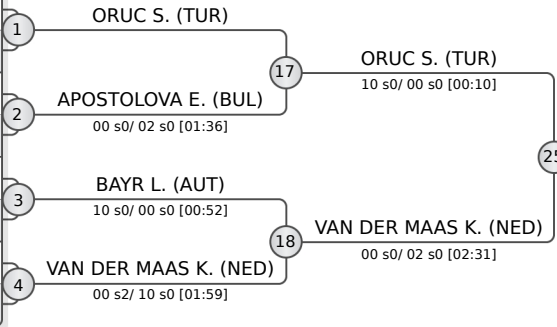 1
ORUC S. (TUR)
17
ORUC S. (TUR)
10 s0/ 00 s0 [00:10]
2
APOSTOLOVA E. (BUL)
00 s0/ 02 s0 [01:36]
25
3
BAYR L. (AUT)
10 s0/ 00 s0 [00:52]
18
VAN DER MAAS K. (NED)
00 s0/ 02 s0 [02:31]
4
VAN DER MAAS K. (NED)
00 s2/ 10 s0 [01:59]